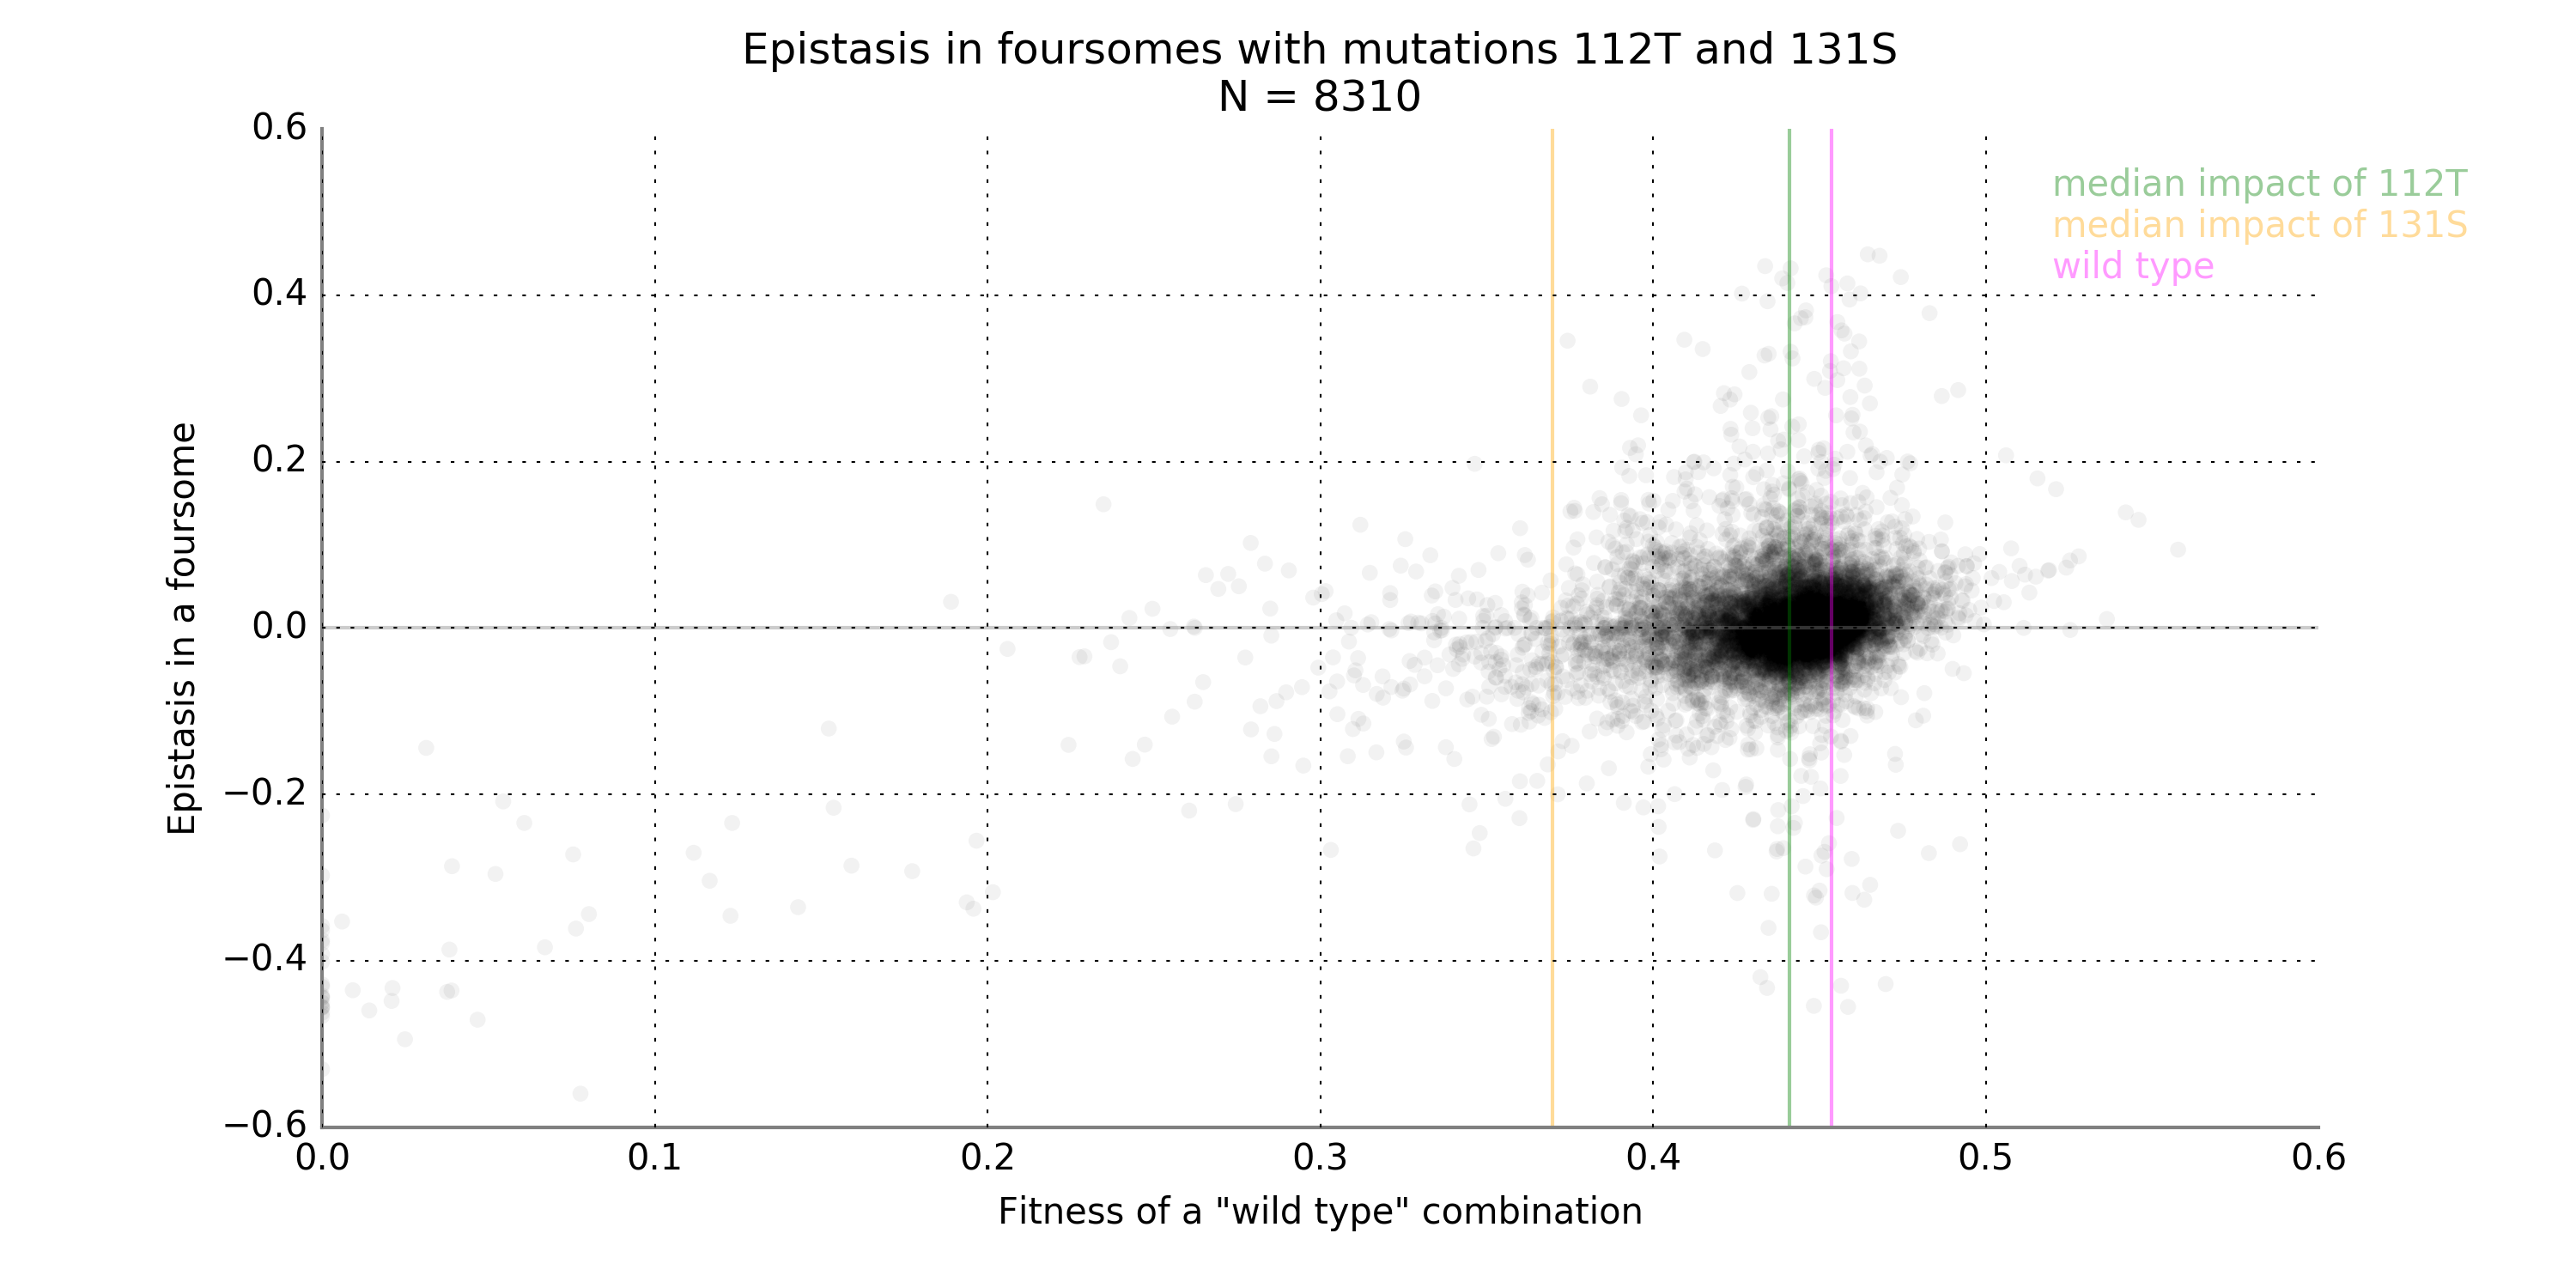 Epistasis in foursomes with mutations 112T and 131S
N = 8310
0.6
0.4
0.2
0.0
−0.2
−0.4
−0.6
Epistasis in a foursome
median impact of 112T
median impact of 131S
wild type
0.0 0.1 0.2 0.3 0.4 0.5 0.6
Fitness of a "wild type" combination